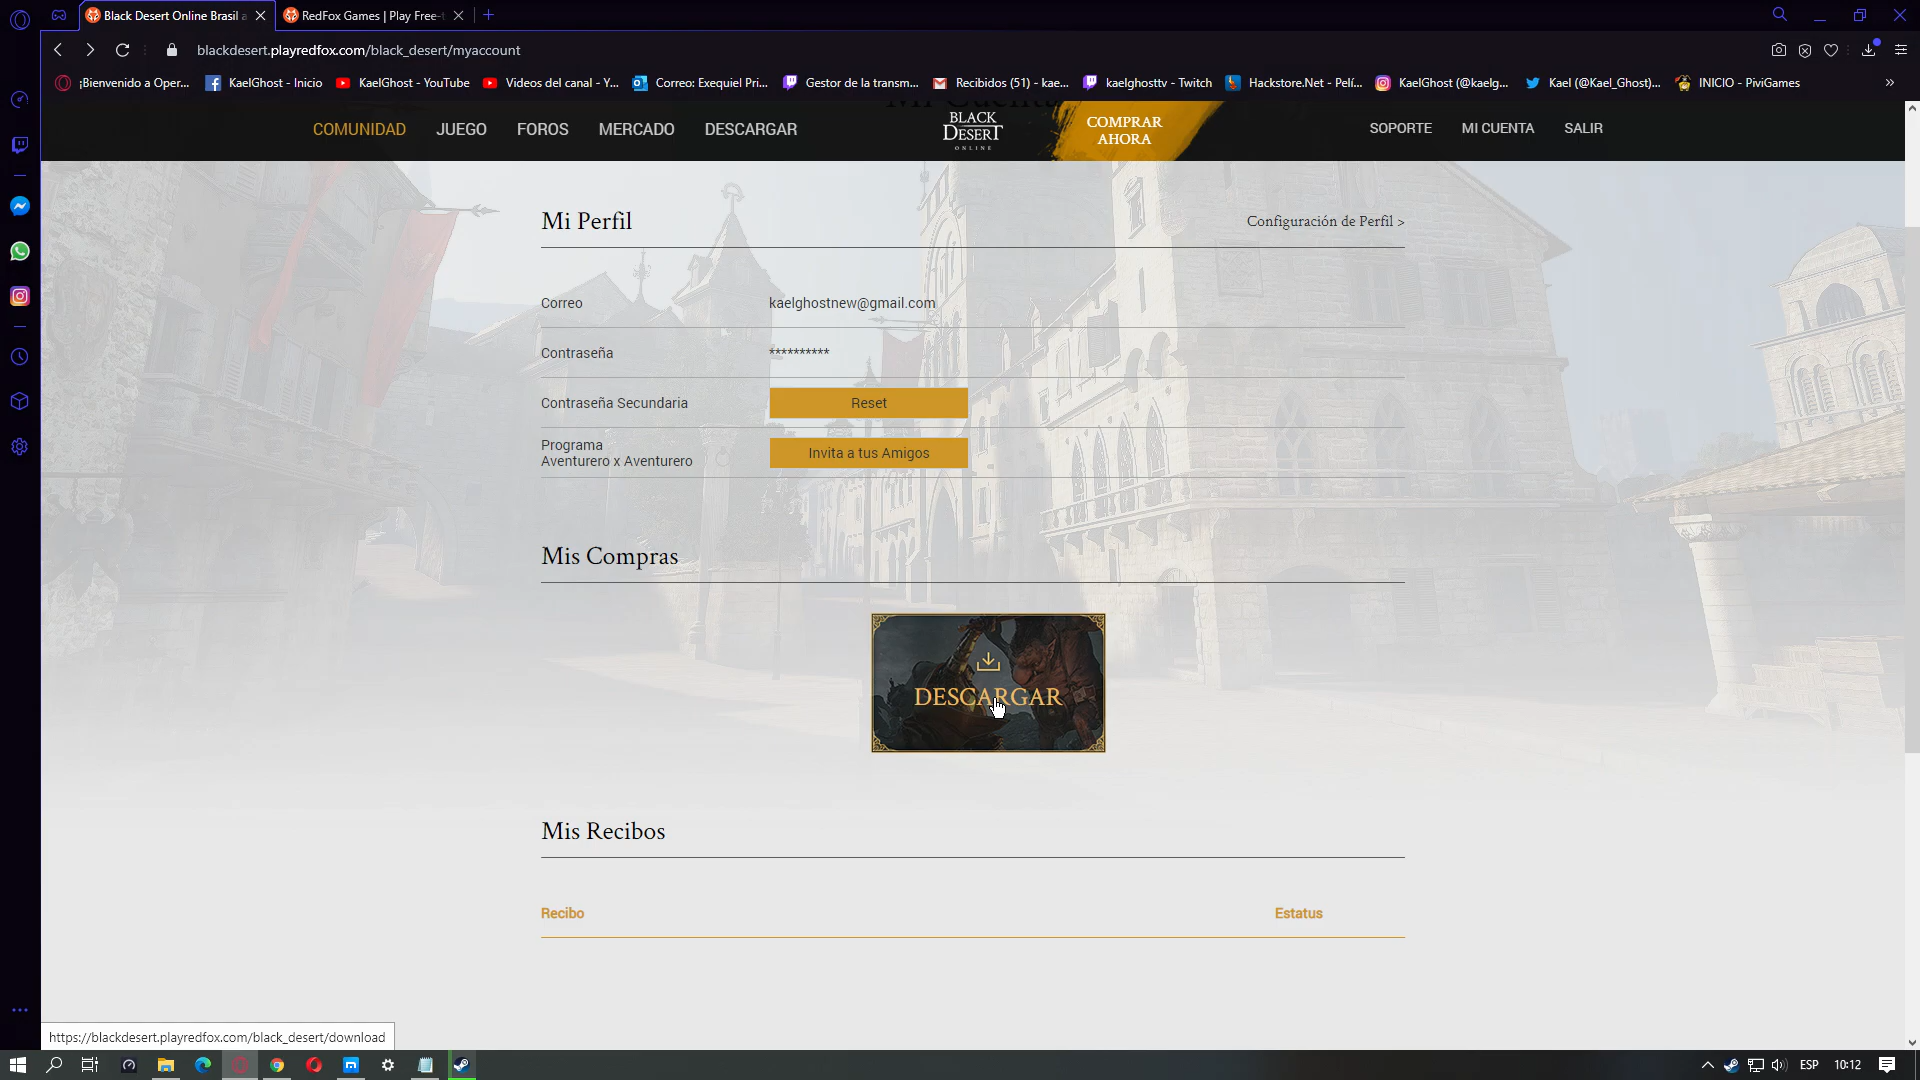 Black Desert Online Brasil a
RedFox Games | Play Free-t
blackdesert.playredfox.com/black_desert/myaccount
¡Bienvenido a Oper...
KaelGhost - Inicio
KaelGhost - YouTube
Videos del canal - Y...
Correo: Exequiel Pri...
Gestor de la transm...
Recibidos (51) - kae...
kaelghosttv - Twitch
Hackstore.Net - Pelí...
KaelGhost (@kaelg...
Kael (@Kael_Ghost)...
INICIO - PiviGames
Mi Cuenta
COMUNIDAD
JUEGO
FOROS
MERCADO
DESCARGAR
BLACK
DESERT
ONLINE
COMPRAR
AHORA
SOPORTE
MI CUENTA
SALIR
Mi Perfil
Configuración de Perfil >
Correo
kaelghostnew@gmail.com
Contraseña
**********
Contraseña Secundaria
Reset
Programa
Aventurero x Aventurero
Invita a tus Amigos
Mis Compras
DESCARGAR
Mis Recibos
Recibo
Estatus
https://blackdesert.playredfox.com/black_desert/download
ESP
10:12